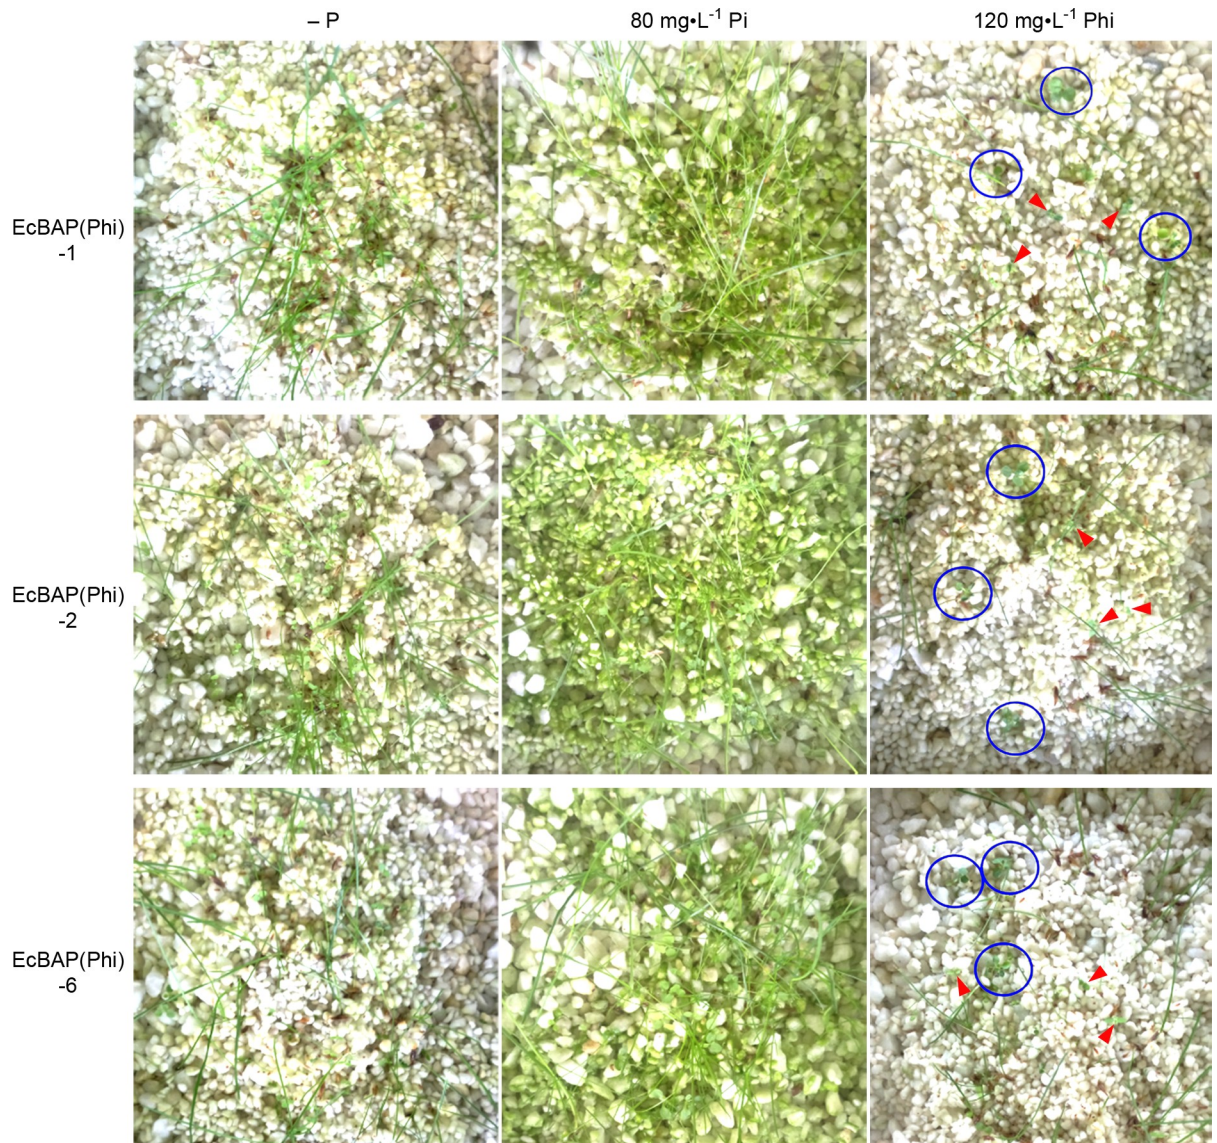 – P
80 mg•L-1 Pi
120 mg•L-1 Phi
EcBAP(Phi)
-1
EcBAP(Phi)
-2
EcBAP(Phi)
-6